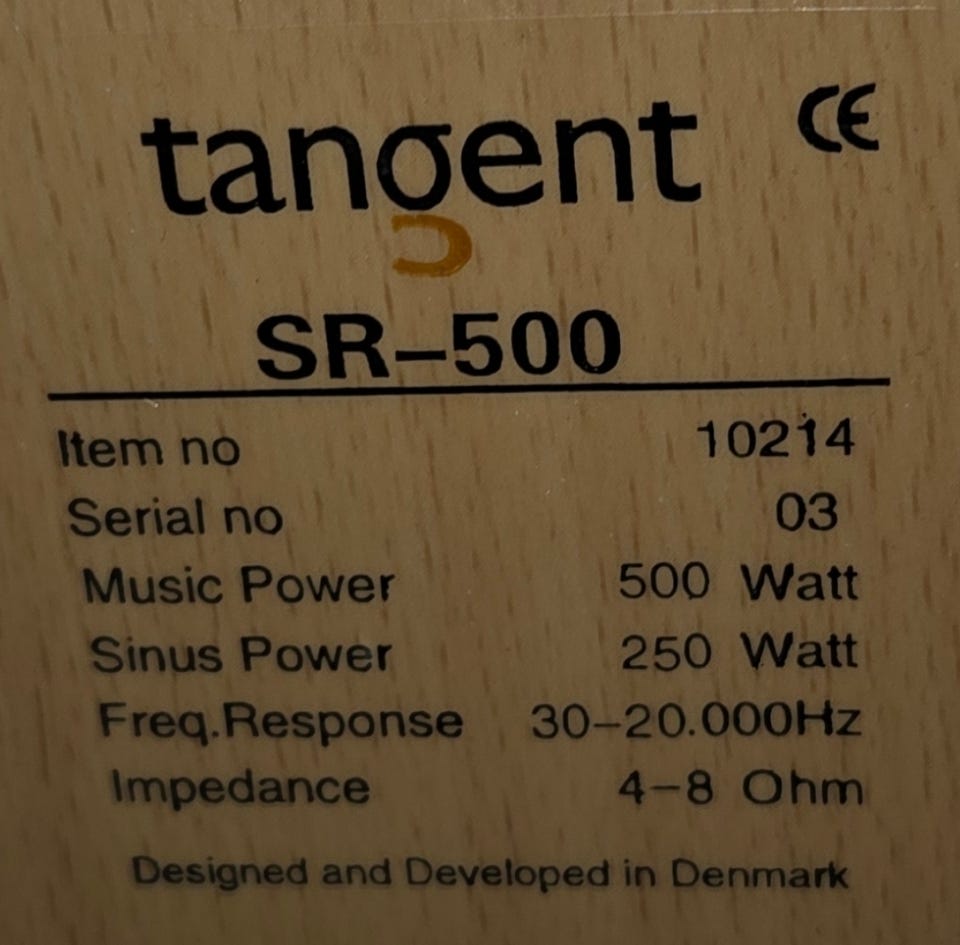 tangent CE
SR-500
Item no 10214
Serial no 03
Music Power 500 Watt
Sinus Power 250 Watt
Freq.Response 30-20.000Hz
Impedance 4-8 Ohm
Designed and Developed in Denmark